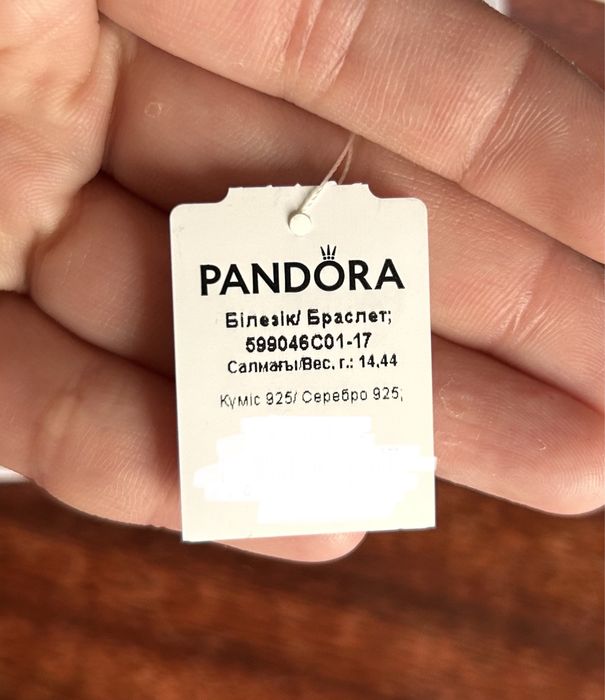 PANDORA
Білезік/ Браслет;
599046C01-17
Салмағы/Вес, г.: 14,44
Күміс 925/ Серебро 925;